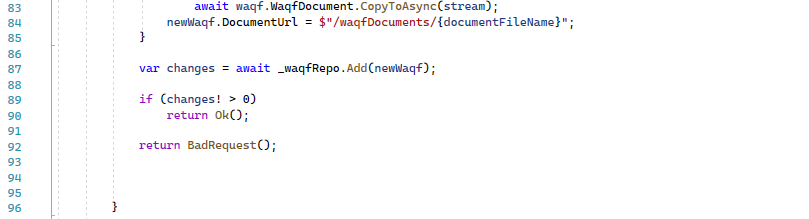 83 await waqf.WaqfDocument.CopyToAsync(stream);
84 newWaqf.DocumentUrl = $"/waqfDocuments/{documentFileName}";
85 }
86
87 var changes = await _waqfRepo.Add(newWaqf);
88
89 if (changes! > 0)
90 return Ok();
91
92 return BadRequest();
93
94
95
96 }